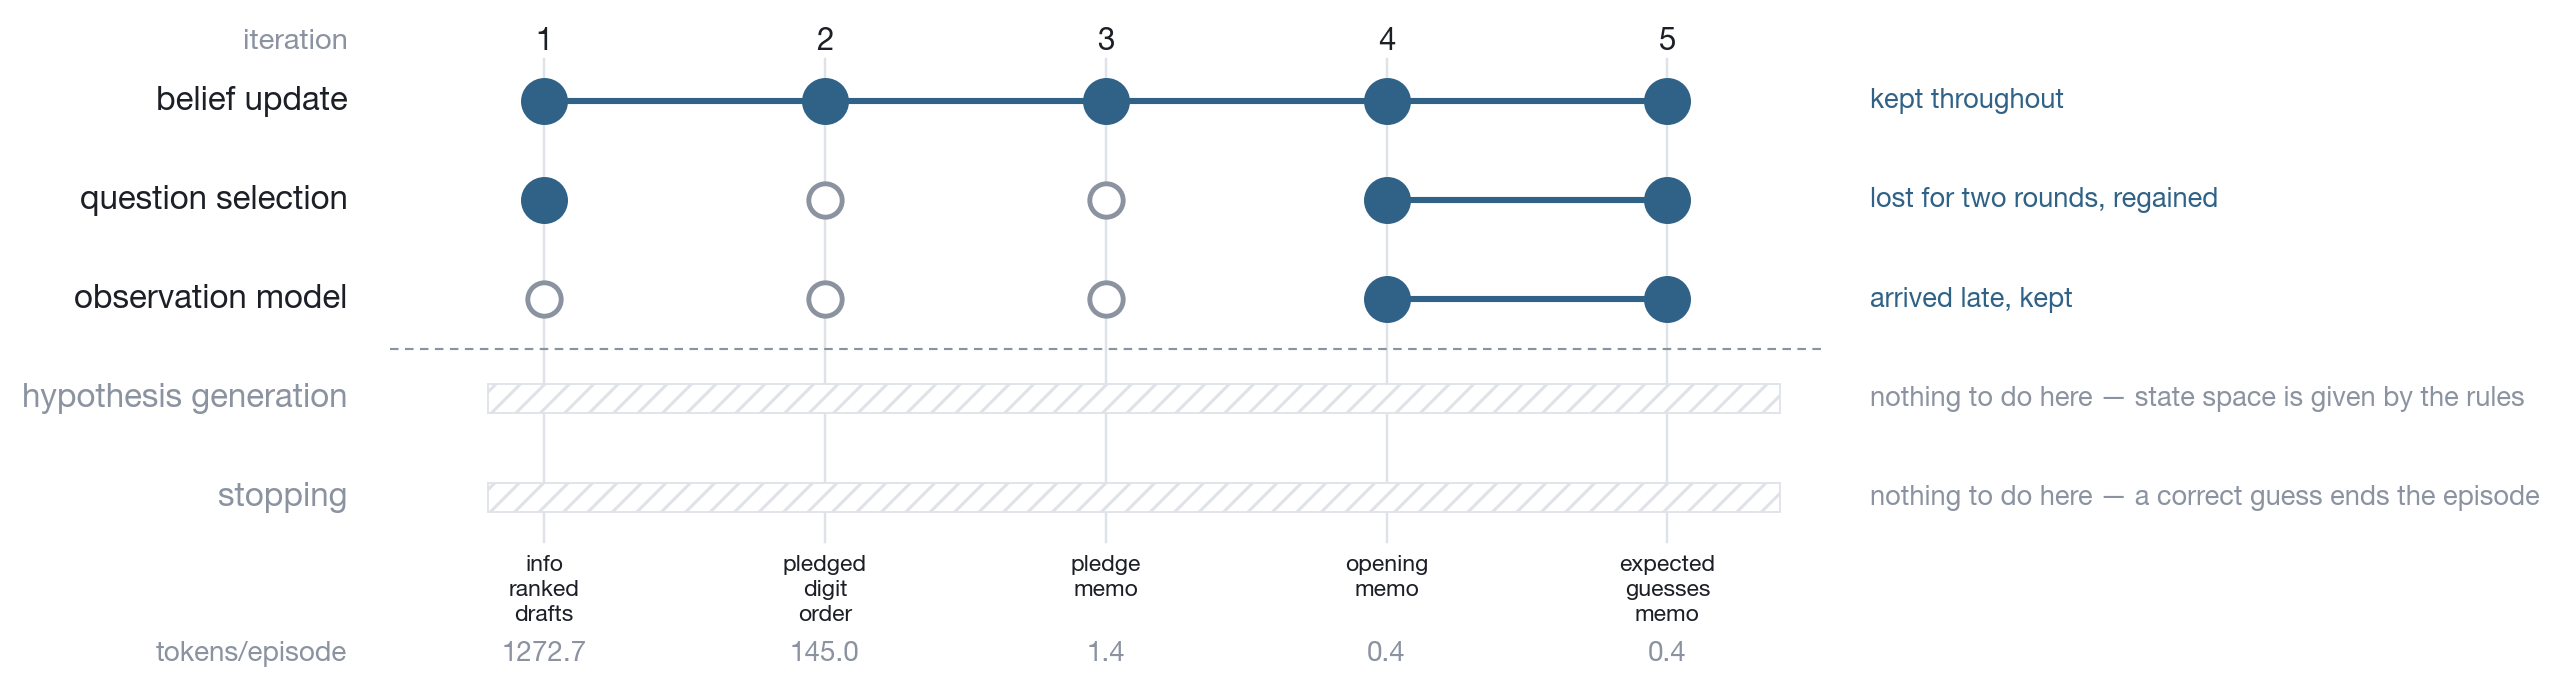 iteration 1 2 3 4 5
belief update kept throughout
question selection lost for two rounds, regained
observation model arrived late, kept
hypothesis generation nothing to do here — state space is given by the rules
stopping nothing to do here — a correct guess ends the episode
info pledged pledge opening expected
ranked digit memo memo guesses
drafts order memo
tokens/episode 1272.7 145.0 1.4 0.4 0.4